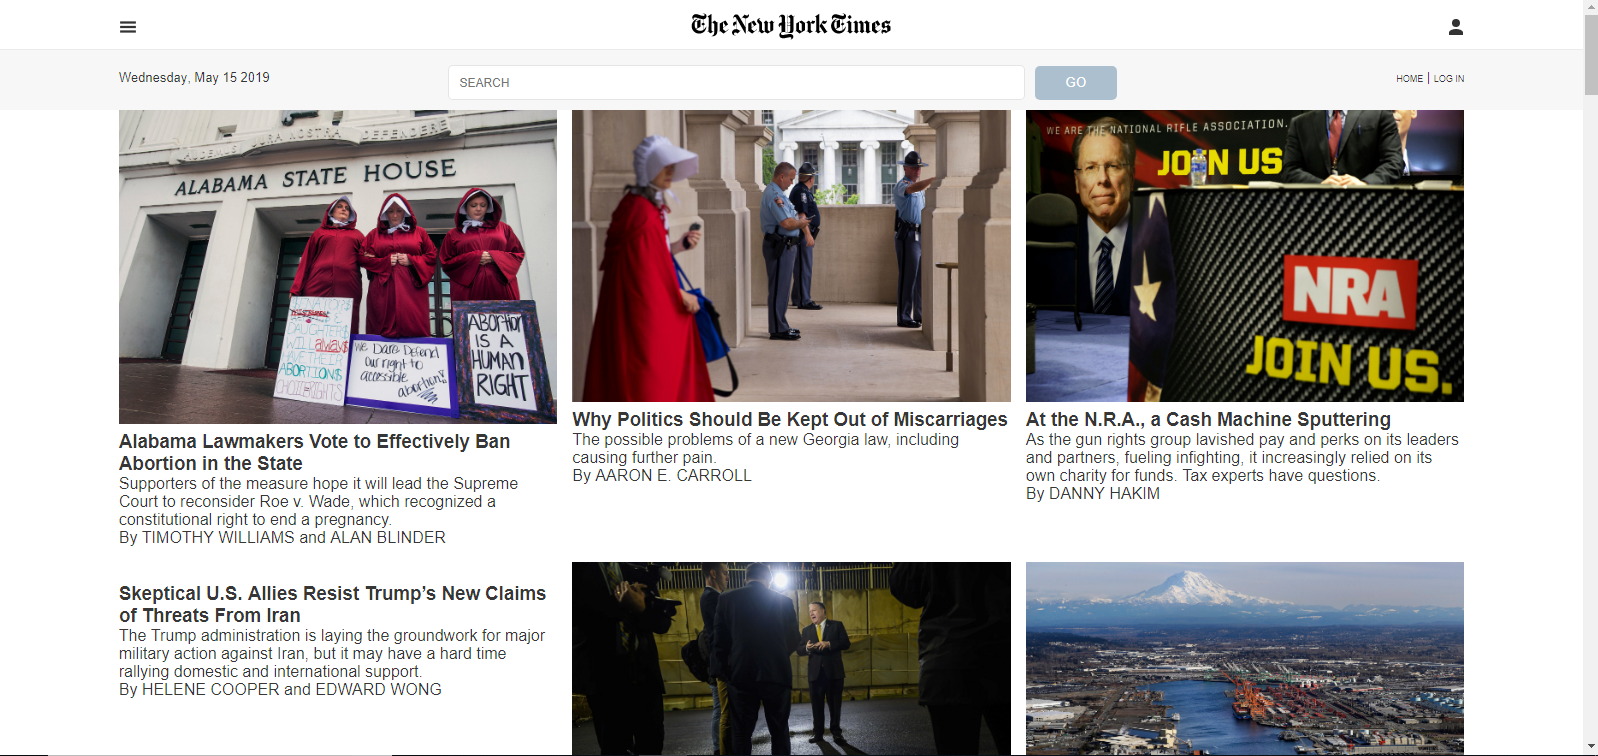 The New York Times
Wednesday, May 15 2019
SEARCH
GO
HOME | LOG IN
ALABAMA STATE HOUSE
DAUGHTERS
WILL always
HAVE THEIR
ABORTIONS
We Dare Defend
our right to
accessible
abortion!
ABORTION
IS A
HUMAN
RIGHT
WE ARE THE NATIONAL RIFLE ASSOCIATION.
JOIN US
NRA
JOIN US.
Alabama Lawmakers Vote to Effectively Ban
Abortion in the State
Supporters of the measure hope it will lead the Supreme
Court to reconsider Roe v. Wade, which recognized a
constitutional right to end a pregnancy.
By TIMOTHY WILLIAMS and ALAN BLINDER
Why Politics Should Be Kept Out of Miscarriages
The possible problems of a new Georgia law, including
causing further pain.
By AARON E. CARROLL
At the N.R.A., a Cash Machine Sputtering
As the gun rights group lavished pay and perks on its leaders
and partners, fueling infighting, it increasingly relied on its
own charity for funds. Tax experts have questions.
By DANNY HAKIM
Skeptical U.S. Allies Resist Trump’s New Claims
of Threats From Iran
The Trump administration is laying the groundwork for major
military action against Iran, but it may have a hard time
rallying domestic and international support.
By HELENE COOPER and EDWARD WONG